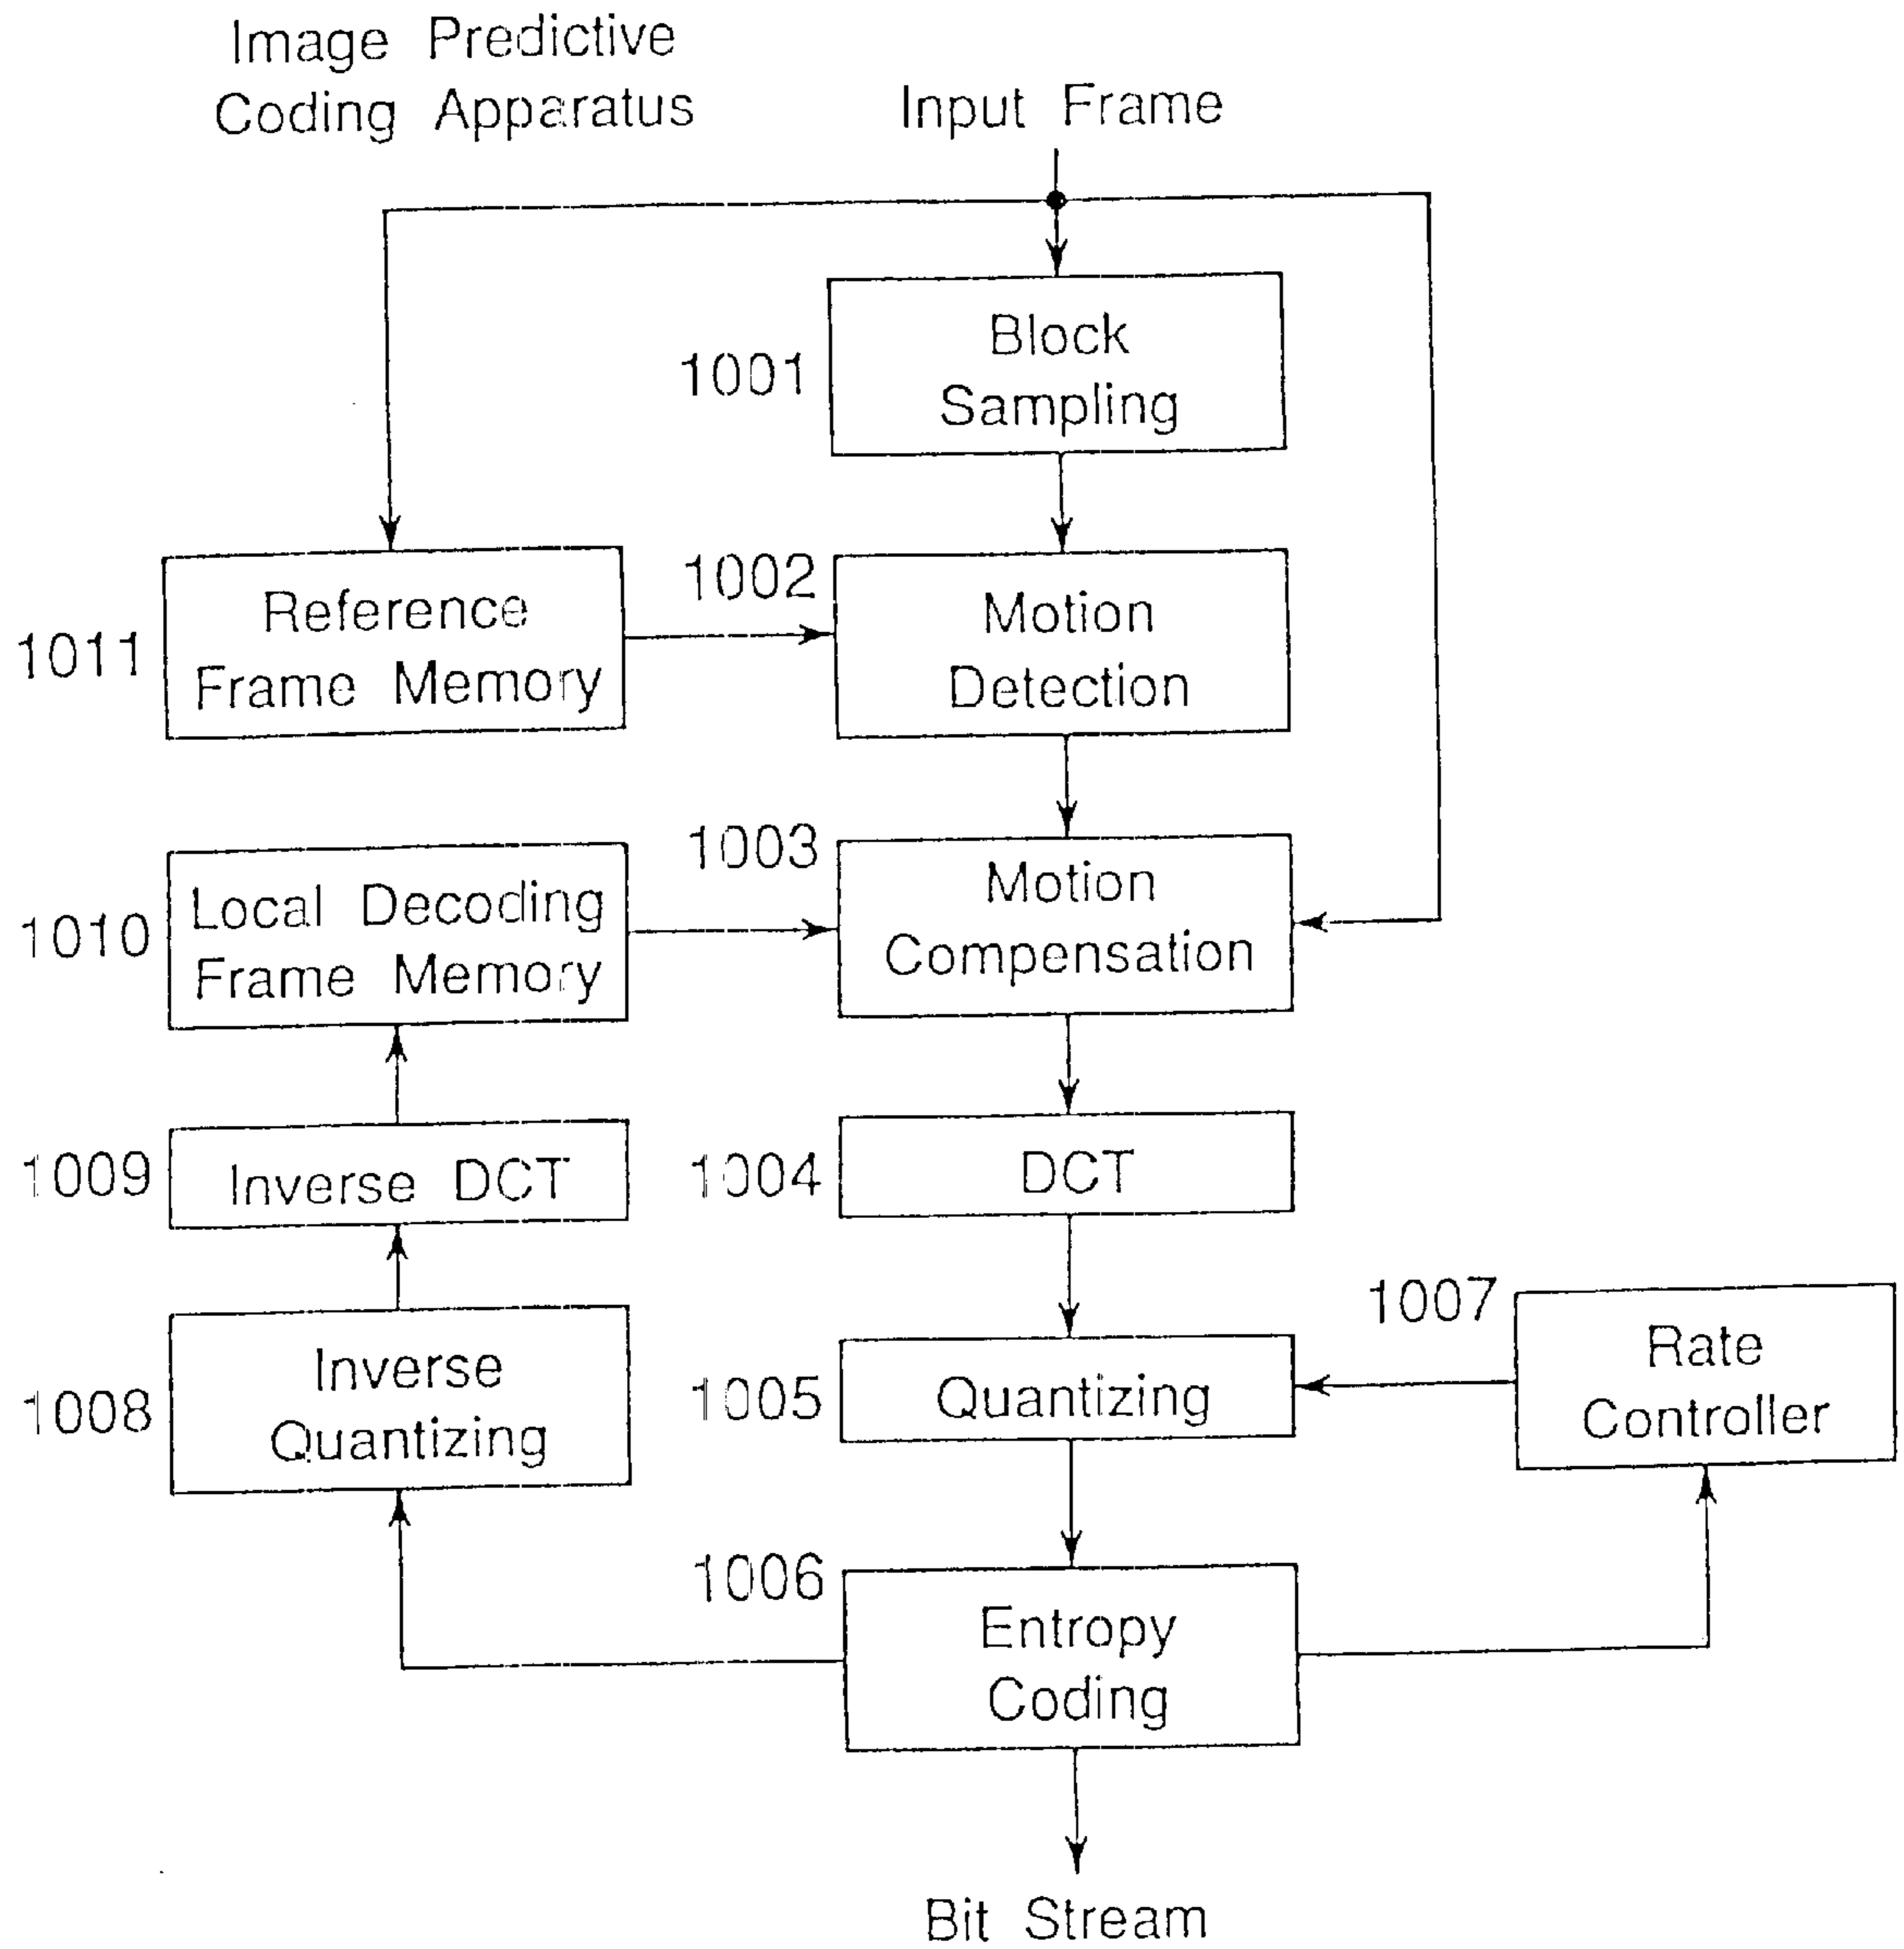 Image Predictive
Coding Apparatus
Input Frame
1001
Block
Sampling
1011
Reference
Frame Memory
1002
Motion
Detection
1010
Local Decoding
Frame Memory
1003
Motion
Compensation
1009
Inverse DCT
1004
DCT
1008
Inverse
Quantizing
1005
Quantizing
1007
Rate
Controller
1006
Entropy
Coding
Bit Stream